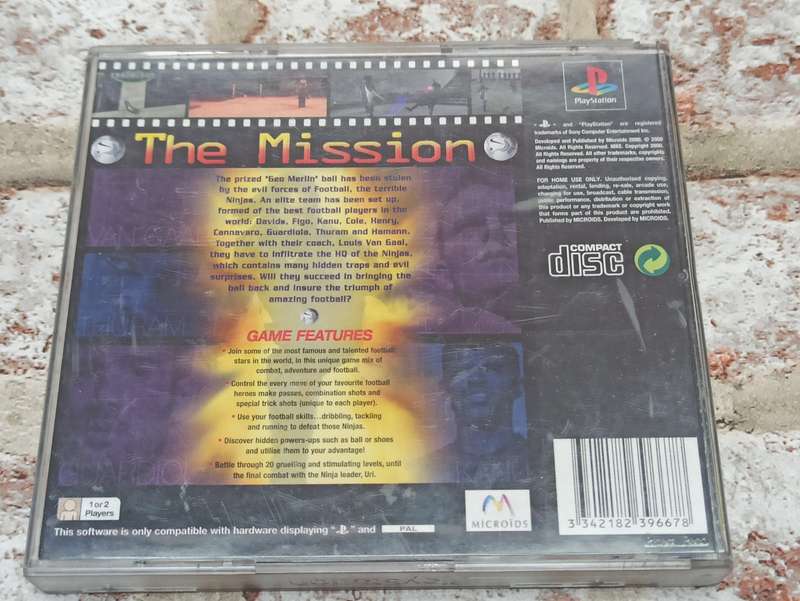 PlayStation
The Mission
"  " and "PlayStation" are registered
trademarks of Sony Computer Entertainment Inc.
Developed and Published by Microids 2000. © 2000
Microids. All Rights Reserved. NIKE. Copyright 2000.
All Rights Reserved. All other trademarks, copyright
and namings are property of their respective owners.
All Rights Reserved.
FOR HOME USE ONLY. Unauthorised copying,
adaptation, rental, lending, re-sale, arcade use,
charging for use, broadcast, cable transmission,
public performance, distribution or extraction of
this product or any trademark or copyright work
that forms part of this product are prohibited.
Published by MICROIDS. Developed by MICROIDS.
COMPACT
disc
The prized "Geo Merlin" ball has been stolen
by the evil forces of Football, the terrible
Ninjas. An elite team has been set up,
formed of the best football players in the
world: Davids, Figo, Kanu, Cole, Henry,
Cannavaro, Guardiola, Thuram and Hamann.
Together with their coach, Louis Van Gaal,
they have to infiltrate the HQ of the Ninjas,
which contains many hidden traps and evil
surprises. Will they succeed in bringing the
ball back and insure the triumph of
amazing football?
GAME FEATURES
• Join some of the most famous and talented football
stars in the world, in this unique game mix of
combat, adventure and football.
• Control the every move of your favourite football
heroes make passes, combination shots and
special trick shots (unique to each player).
• Use your football skills...dribbling, tackling
and running to defeat those Ninjas.
• Discover hidden powers-ups such as ball or shoes
and utilise them to your advantage!
• Battle through 20 gruelling and stimulating levels, until
the final combat with the Ninja leader, Uri.
1 or 2
Players
MICROÏDS
3 342182 396678
This software is only compatible with hardware displaying "  " and PAL